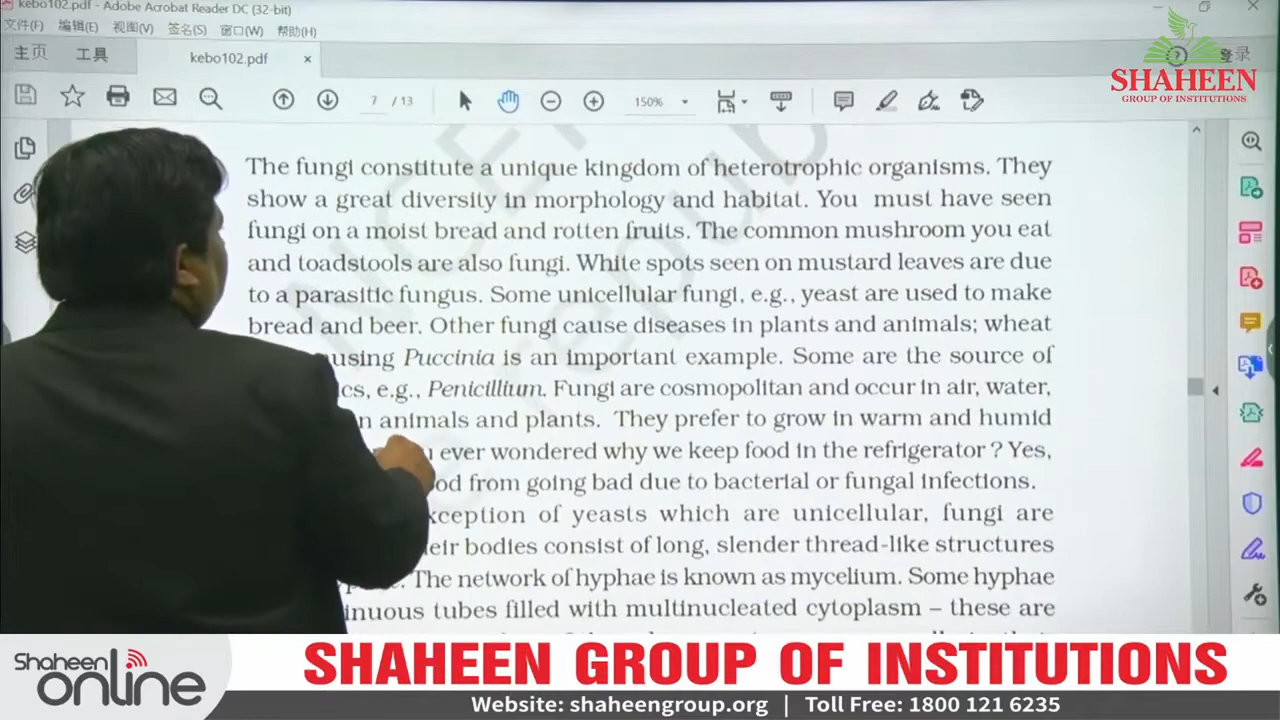 kebo102.pdf - Adobe Acrobat Reader DC (32-bit)
文件(F) 编辑(E) 视图(V) 签名(S) 窗口(W) 帮助(H)
主页 工具 kebo102.pdf × 登录
7 / 13 150%
SHAHEEN
GROUP OF INSTITUTIONS
The fungi constitute a unique kingdom of heterotrophic organisms. They
show a great diversity in morphology and habitat. You must have seen
fungi on a moist bread and rotten fruits. The common mushroom you eat
and toadstools are also fungi. White spots seen on mustard leaves are due
to a parasitic fungus. Some unicellular fungi, e.g., yeast are used to make
bread and beer. Other fungi cause diseases in plants and animals; wheat
using Puccinia is an important example. Some are the source of
ics, e.g., Penicillium. Fungi are cosmopolitan and occur in air, water,
n animals and plants. They prefer to grow in warm and humid
ever wondered why we keep food in the refrigerator ? Yes,
od from going bad due to bacterial or fungal infections.
xception of yeasts which are unicellular, fungi are
eir bodies consist of long, slender thread-like structures
The network of hyphae is known as mycelium. Some hyphae
inuous tubes filled with multinucleated cytoplasm – these are
Shaheen
online
SHAHEEN GROUP OF INSTITUTIONS
Website: shaheengroup.org | Toll Free: 1800 121 6235